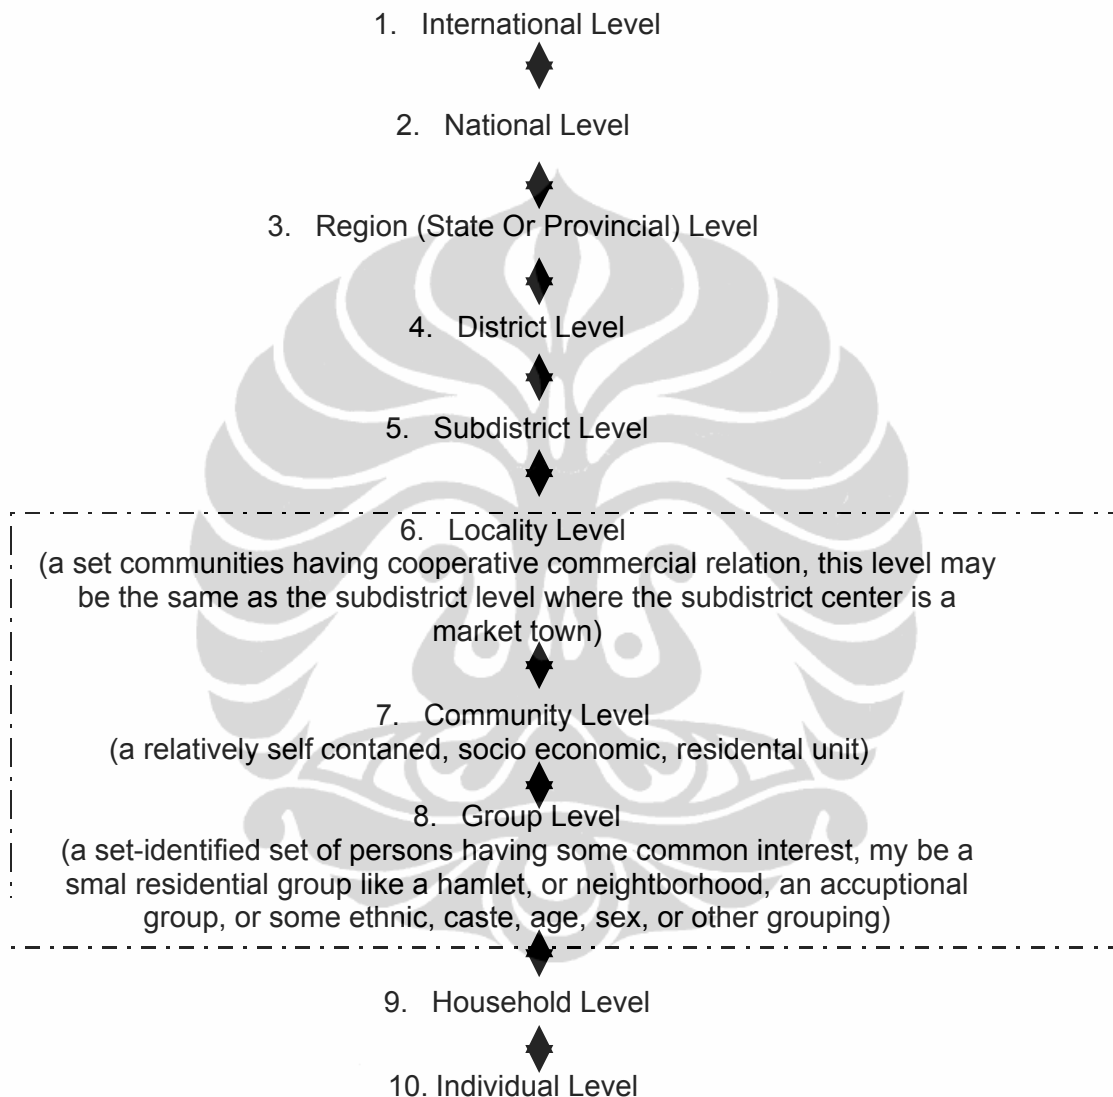 1. International Level
2. National Level
3. Region (State Or Provincial) Level
4. District Level
5. Subdistrict Level
6. Locality Level
(a set communities having cooperative commercial relation, this level may
be the same as the subdistrict level where the subdistrict center is a
market town)
7. Community Level
(a relatively self contaned, socio economic, residental unit)
8. Group Level
(a set-identified set of persons having some common interest, my be a
smal residential group like a hamlet, or neightborhood, an accuptional
group, or some ethnic, caste, age, sex, or other grouping)
9. Household Level
10. Individual Level